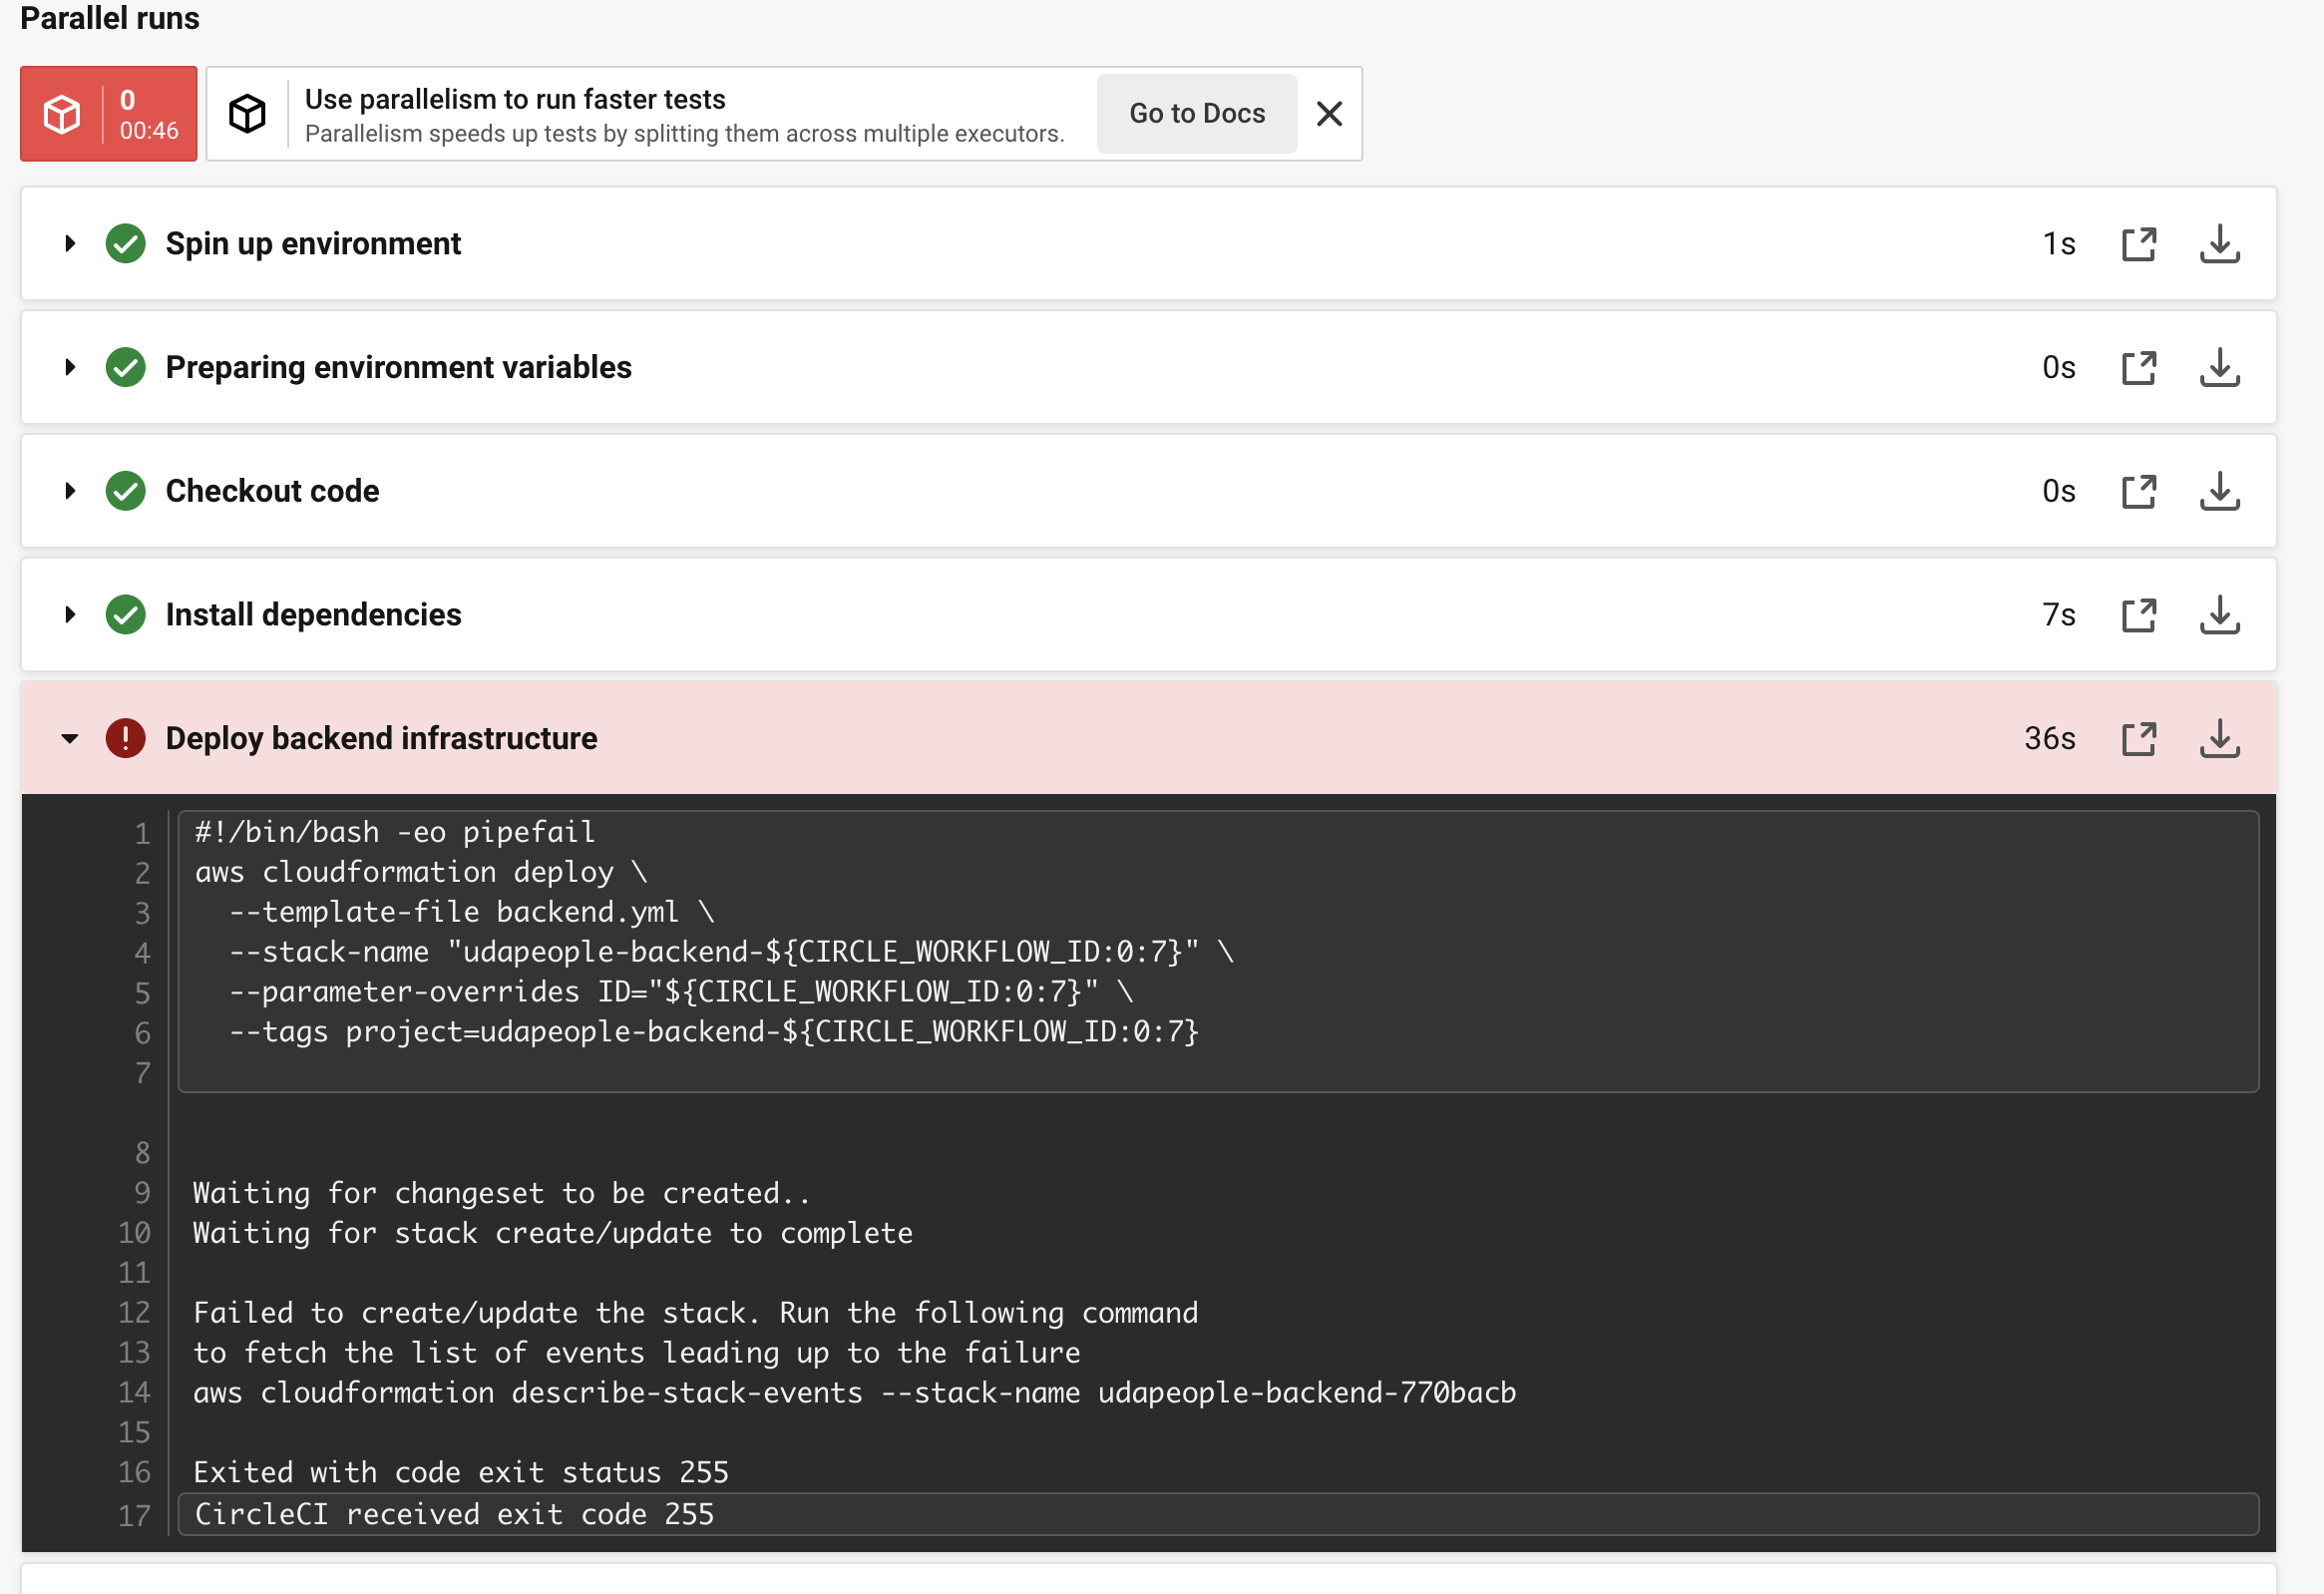 Parallel runs
0
00:46
Use parallelism to run faster tests
Parallelism speeds up tests by splitting them across multiple executors.
Go to Docs
Spin up environment 1s
Preparing environment variables 0s
Checkout code 0s
Install dependencies 7s
Deploy backend infrastructure 36s
1 #!/bin/bash -eo pipefail
2 aws cloudformation deploy \
3   --template-file backend.yml \
4   --stack-name "udapeople-backend-${CIRCLE_WORKFLOW_ID:0:7}" \
5   --parameter-overrides ID="${CIRCLE_WORKFLOW_ID:0:7}" \
6   --tags project=udapeople-backend-${CIRCLE_WORKFLOW_ID:0:7}
7
8
9 Waiting for changeset to be created..
10 Waiting for stack create/update to complete
11
12 Failed to create/update the stack. Run the following command
13 to fetch the list of events leading up to the failure
14 aws cloudformation describe-stack-events --stack-name udapeople-backend-770bacb
15
16 Exited with code exit status 255
17 CircleCI received exit code 255